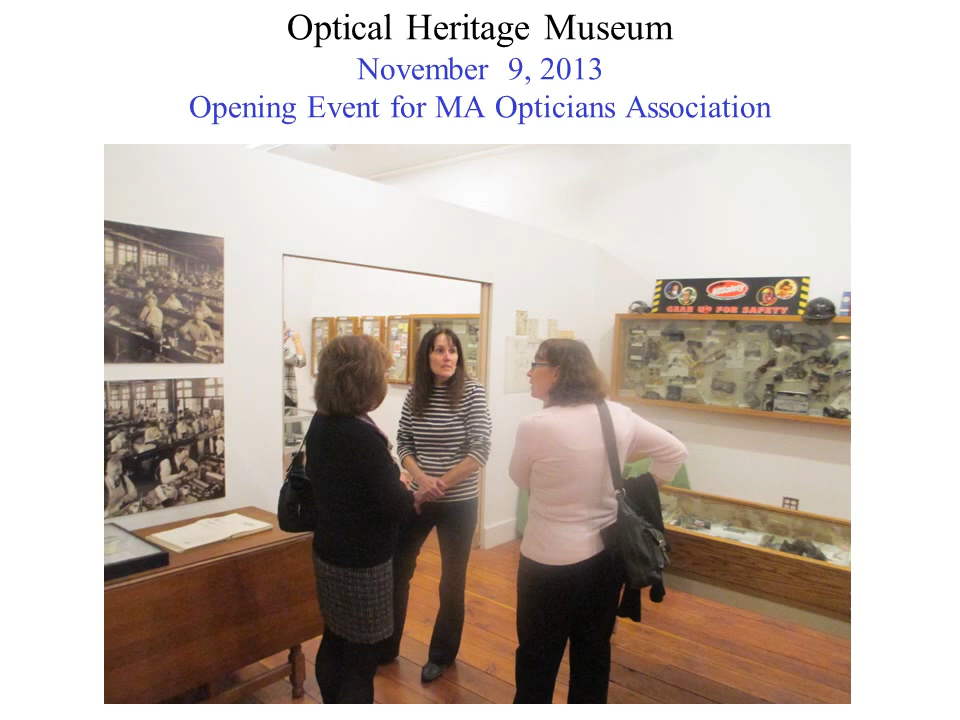 Optical Heritage Museum
November 9, 2013
Opening Event for MA Opticians Association
GEAR UP FOR SAFETY